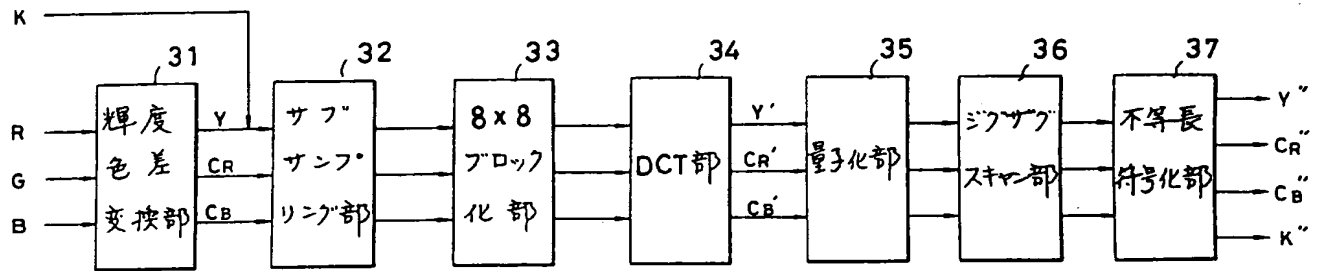 K
31
32
33
34
35
36
37
R
G
B
輝度
色差
変換部
Y
CR
CB
サブ
サンプ
リング部
8×8
ブロック
化部
DCT部
Y'
CR'
CB'
量子化部
ジグザグ
スキャン部
不等長
符号化部
Y"
CR"
CB"
K"